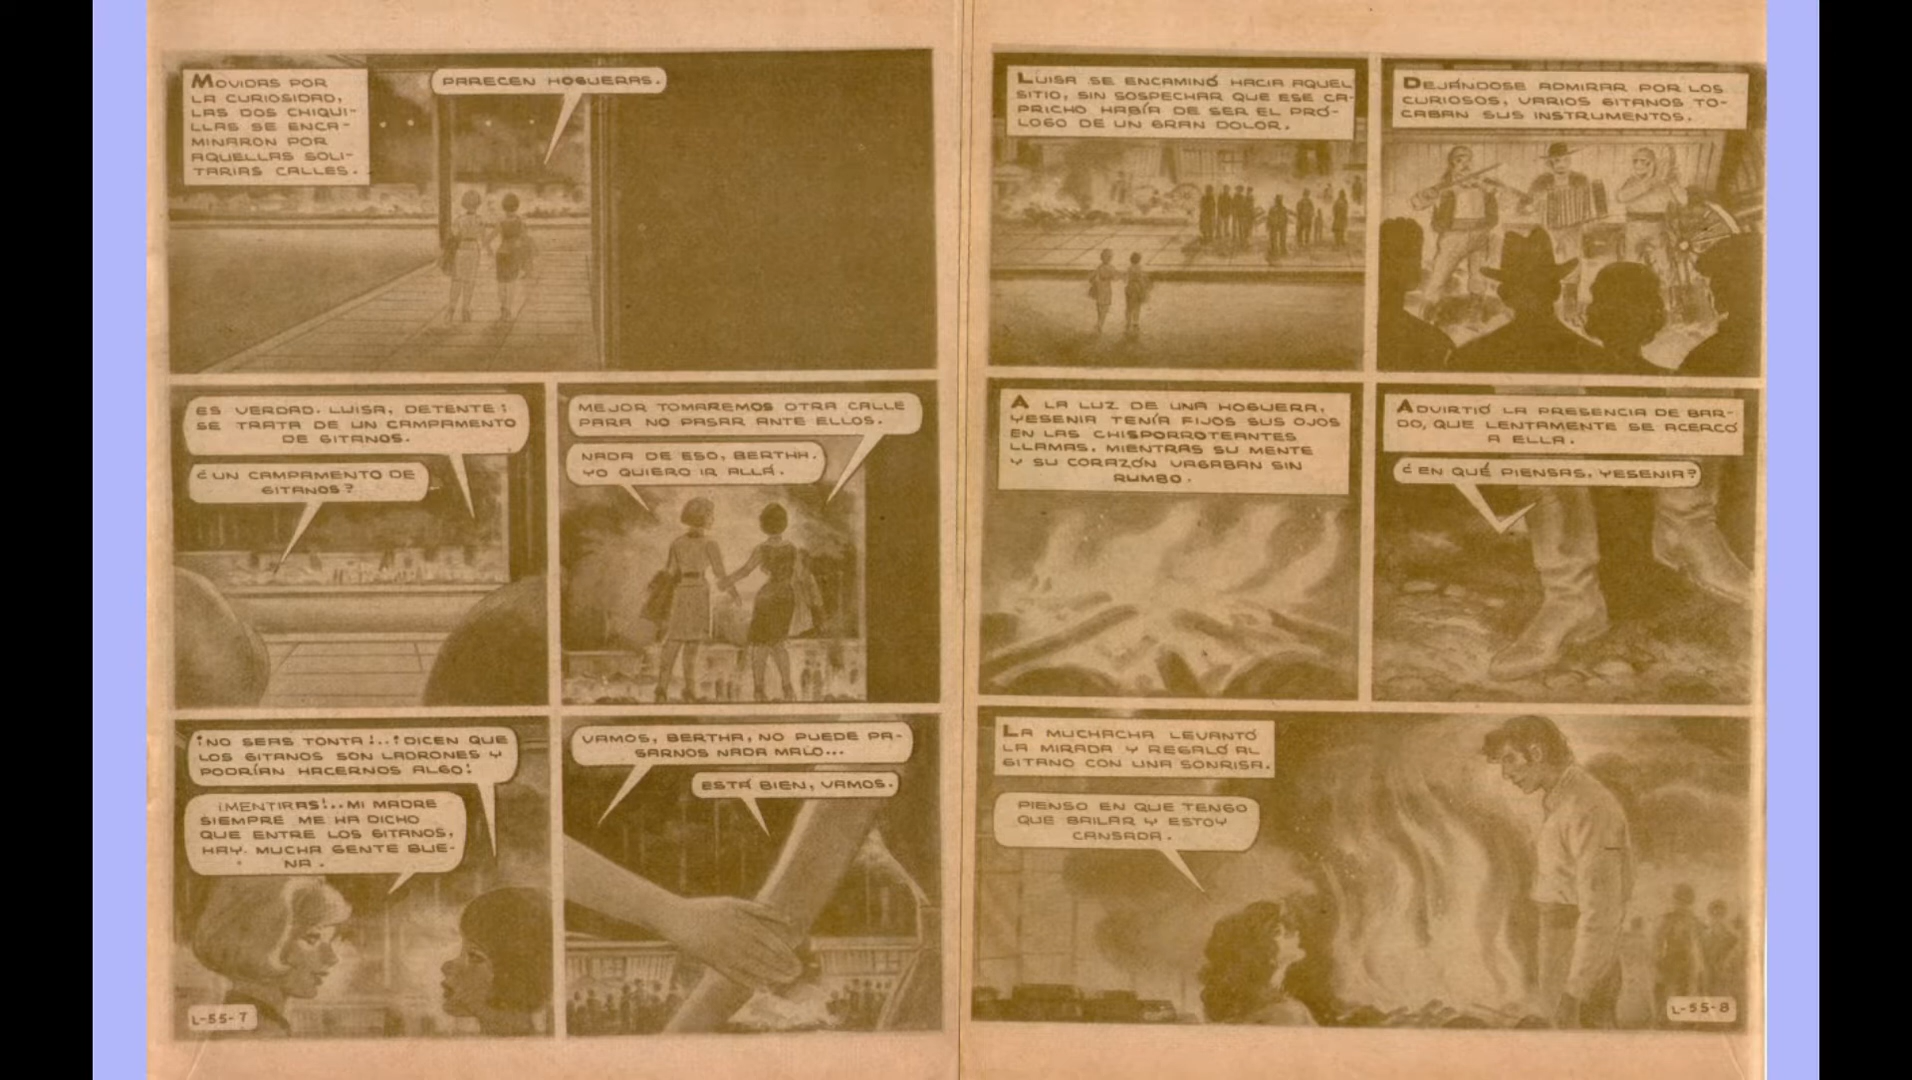 MOVIDAS POR
LA CURIOSIDAD,
LAS DOS CHIQUI-
LLAS SE ENCA-
MINARON POR
AQUELLAS SOLI-
TARIAS CALLES.
PARECEN HOGUERAS.
ES VERDAD. LUISA, DETENTE;
SE TRATA DE UN CAMPAMENTO
DE GITANOS.
¿UN CAMPAMENTO DE
GITANOS?
MEJOR TOMAREMOS OTRA CALLE
PARA NO PASAR ANTE ELLOS.
NADA DE ESO, BERTHA.
YO QUIERO IR ALLÁ.
¡NO SEAS TONTA!..¡DICEN QUE
LOS GITANOS SON LADRONES Y
PODRÍAN HACERNOS ALGO!
¡MENTIRAS!..MI MADRE
SIEMPRE ME HA DICHO
QUE ENTRE LOS GITANOS,
HAY MUCHA GENTE BUE-
NA.
L-55-7
VAMOS, BERTHA, NO PUEDE PA-
SARNOS NADA MALO...
ESTÁ BIEN, VAMOS.
LUISA SE ENCAMINÓ HACIA AQUEL
SITIO, SIN SOSPECHAR QUE ESE CA-
PRICHO HABÍA DE SER EL PRÓ-
LOGO DE UN GRAN DOLOR.
DEJÁNDOSE ADMIRAR POR LOS
CURIOSOS, VARIOS GITANOS TO-
CABAN SUS INSTRUMENTOS.
A LA LUZ DE UNA HOGUERA,
YESENIA TENÍA FIJOS SUS OJOS
EN LAS CHISPORROTEANTES
LLAMAS, MIENTRAS SU MENTE
Y SU CORAZÓN VAGABAN SIN
RUMBO.
ADVIRTIÓ LA PRESENCIA DE BAR-
DO, QUE LENTAMENTE SE ACERCÓ
A ELLA.
¿EN QUÉ PIENSAS, YESENIA?
LA MUCHACHA LEVANTÓ
LA MIRADA Y REGALÓ AL
GITANO CON UNA SONRISA.
PIENSO EN QUE TENGO
QUE BAILAR Y ESTOY
CANSADA.
L-55-8